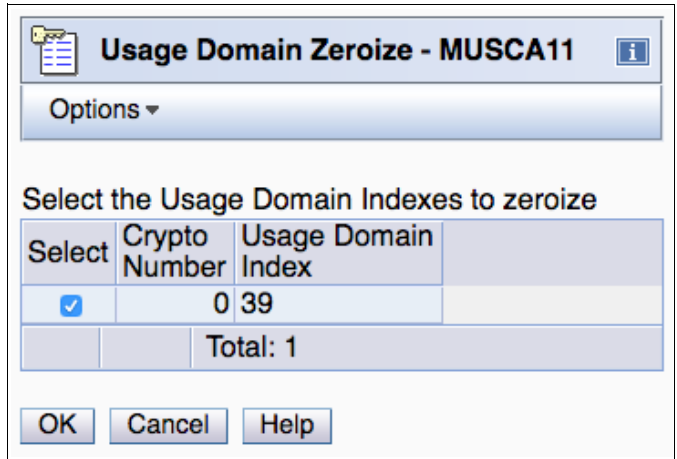 Usage Domain Zeroize - MUSCA11
i
Options
Select the Usage Domain Indexes to zeroize
Select Crypto Number Usage Domain Index
0 39
Total: 1
OK Cancel Help